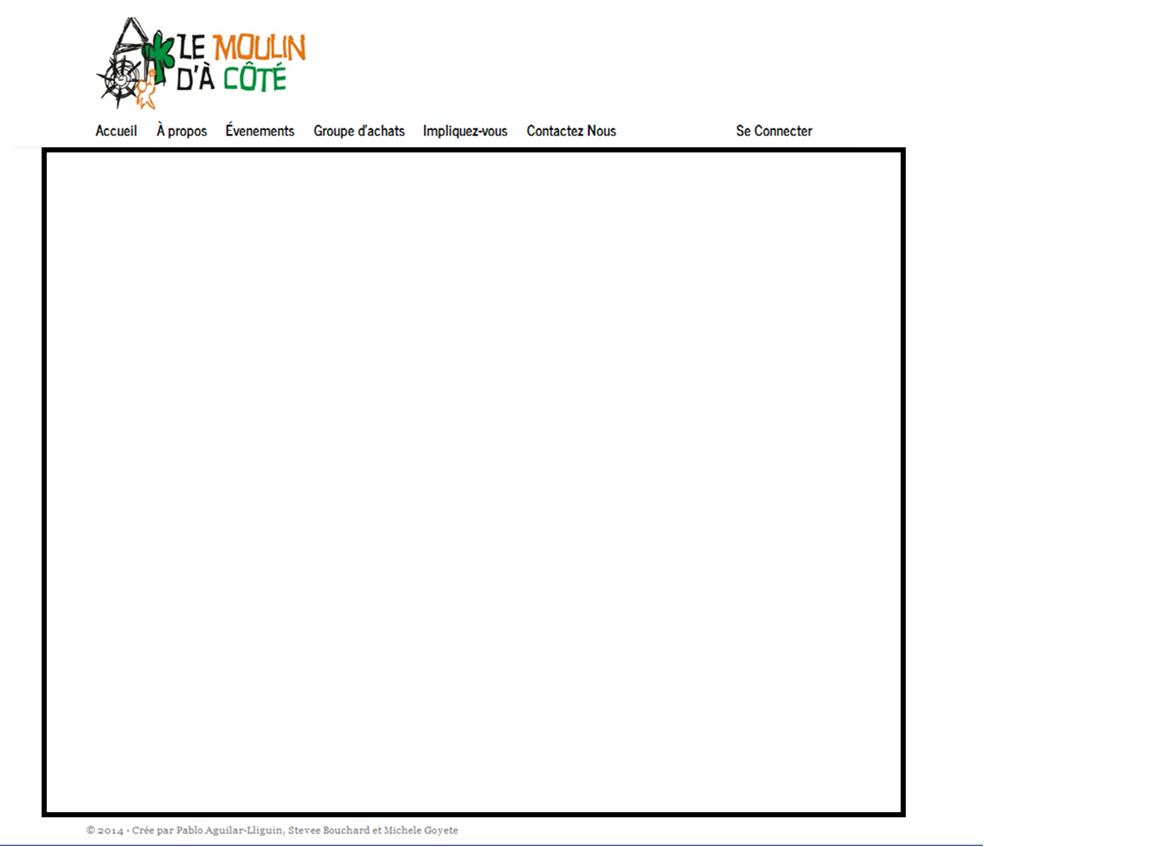 LE MOULIN
D'À CÔTÉ
Accueil À propos Évenements Groupe d'achats Impliquez-vous Contactez Nous Se Connecter
© 2014 - Crée par Pablo Aguilar-Lliguin, Stevee Bouchard et Michele Goyete